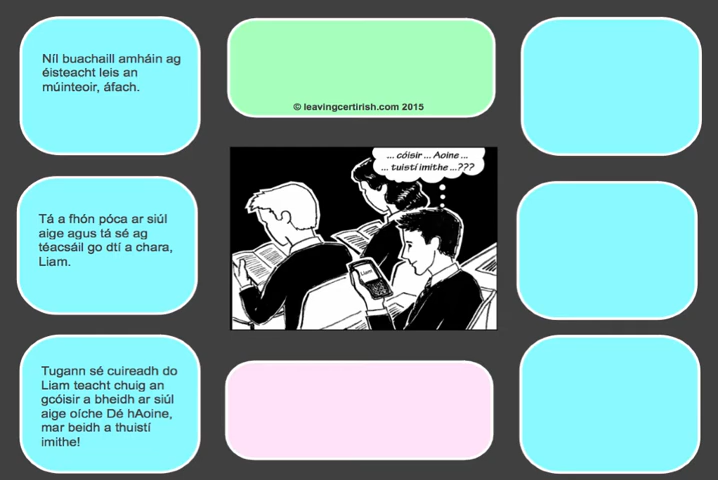 Níl buachaill amháin ag
éisteacht leis an
múinteoir, áfach.
© leavingcertirish.com 2015
... cóisir ... Aoine ...
... tuistí imithe ...???
Liam
Tá a fhón póca ar siúl
aige agus tá sé ag
téacsáil go dtí a chara,
Liam.
Tugann sé cuireadh do
Liam teacht chuig an
gcóisir a bheidh ar siúl
aige oíche Dé hAoine,
mar beidh a thuistí
imithe!